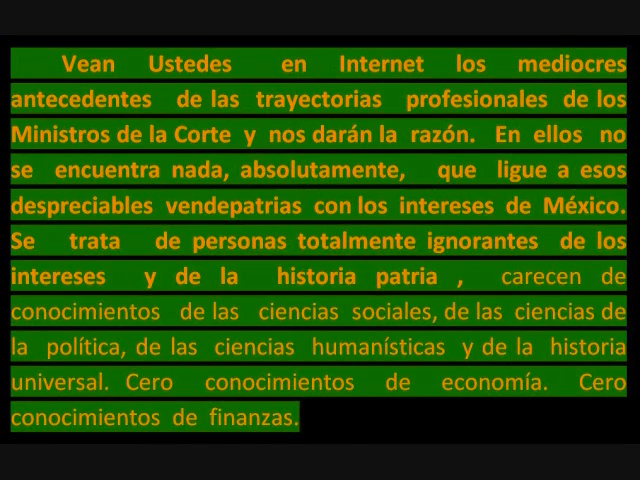 Vean Ustedes en Internet los mediocres
antecedentes de las trayectorias profesionales de los
Ministros de la Corte y nos darán la razón. En ellos no
se encuentra nada, absolutamente, que ligue a esos
despreciables vendepatrias con los intereses de México.
Se trata de personas totalmente ignorantes de los
intereses y de la historia patria , carecen de
conocimientos de las ciencias sociales, de las ciencias de
la política, de las ciencias humanísticas y de la historia
universal. Cero conocimientos de economía. Cero
conocimientos de finanzas.